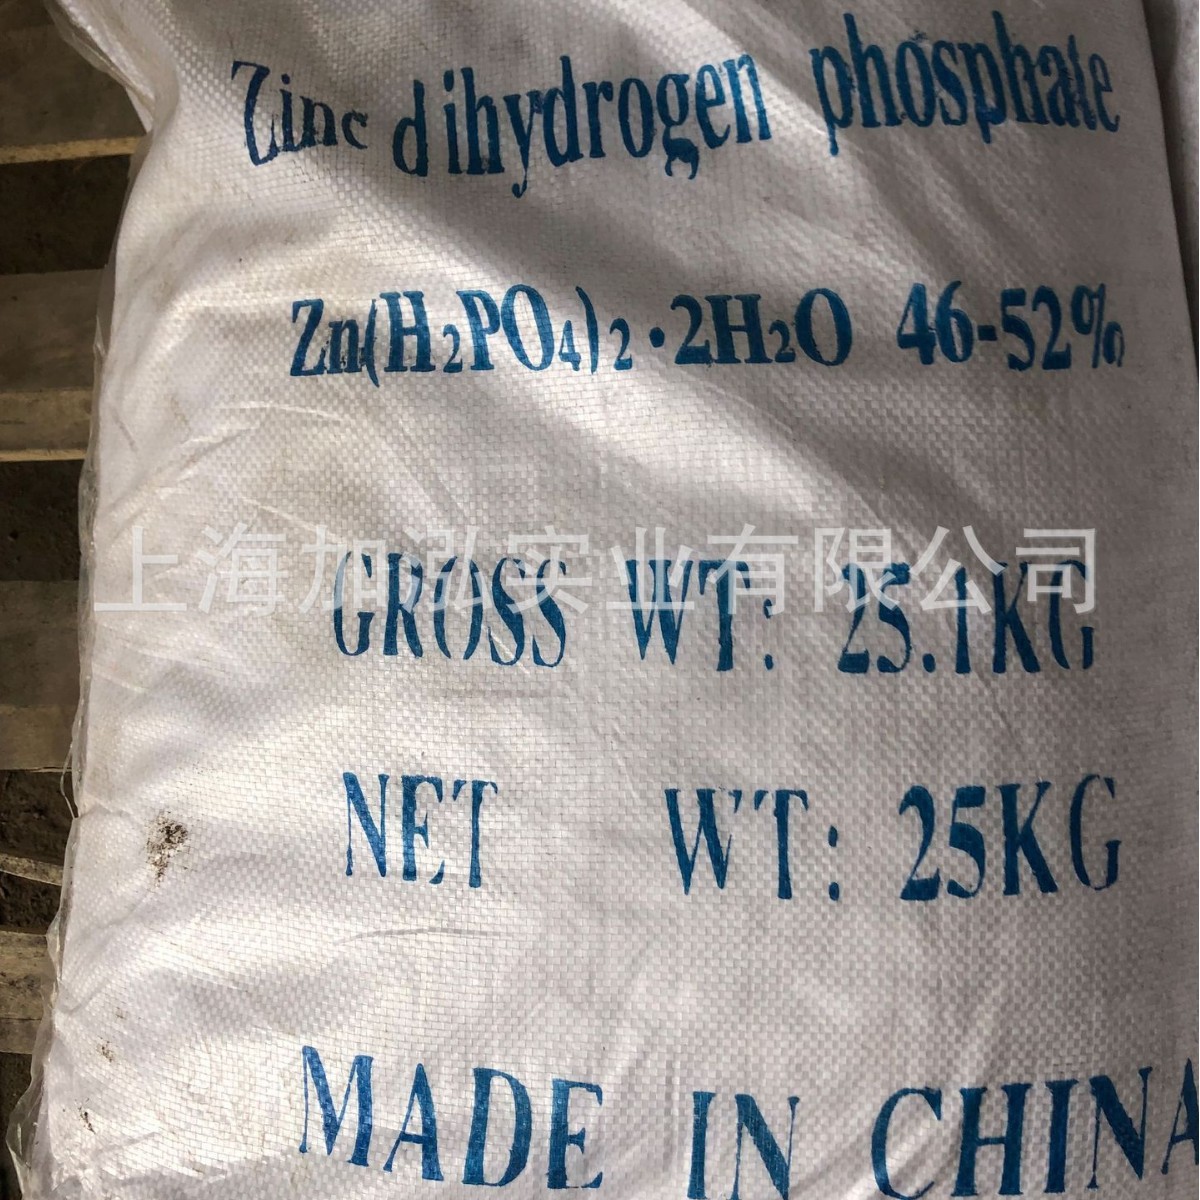 Zinc dihydrogen phosphate
Zn(H₂PO₄)₂·2H₂O 46-52%
上海加泓实业有限公司
GROSS WT: 25.1KG
NET WT: 25KG
MADE IN CHINA